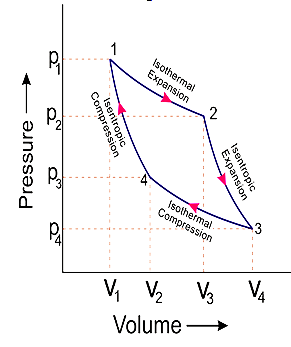 p1
1
Isothermal
Expansion
p2
2
Isentropic
Compression
Isentropic
Expansion
Pressure
p3
4
Isothermal
Compression
p4
3
V1
V2
V3
V4
Volume